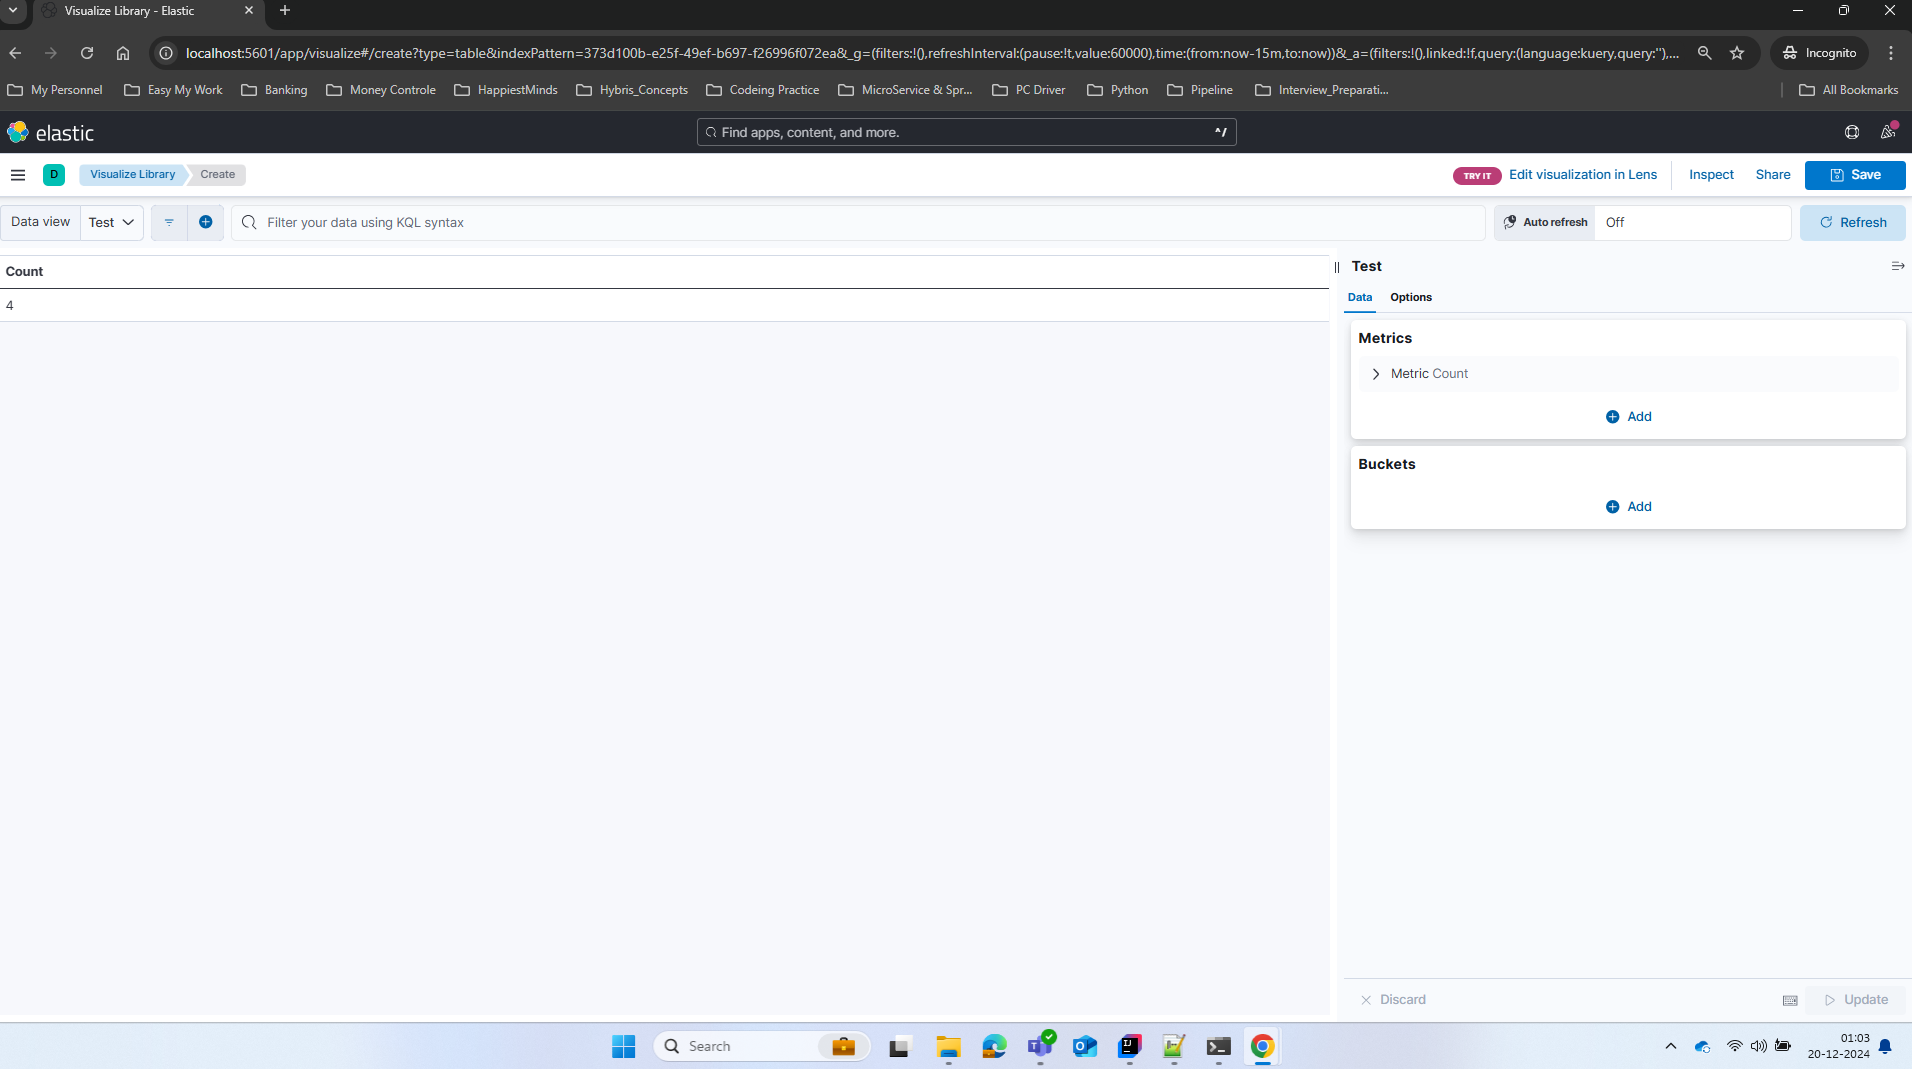 Visualize Library - Elastic
localhost:5601/app/visualize#/create?type=table&indexPattern=373d100b-e25f-49ef-b697-f26996f072ea&_g=(filters:!(),refreshInterval:(pause:!t,value:60000),time:(from:now-15m,to:now))&_a=(filters:!(),linked:!f,query:(language:kuery,query:''),...
Incognito
My Personnel
Easy My Work
Banking
Money Controle
HappiestMinds
Hybris_Concepts
Codeing Practice
MicroService & Spr...
PC Driver
Python
Pipeline
Interview_Preparati...
All Bookmarks
elastic
Find apps, content, and more.
^/
D
Visualize Library
Create
TRY IT
Edit visualization in Lens
Inspect
Share
Save
Data view
Test
Filter your data using KQL syntax
Auto refresh
Off
Refresh
Count
4
Test
Data
Options
Metrics
Metric Count
Add
Buckets
Add
Discard
Update
Search
01:03
20-12-2024